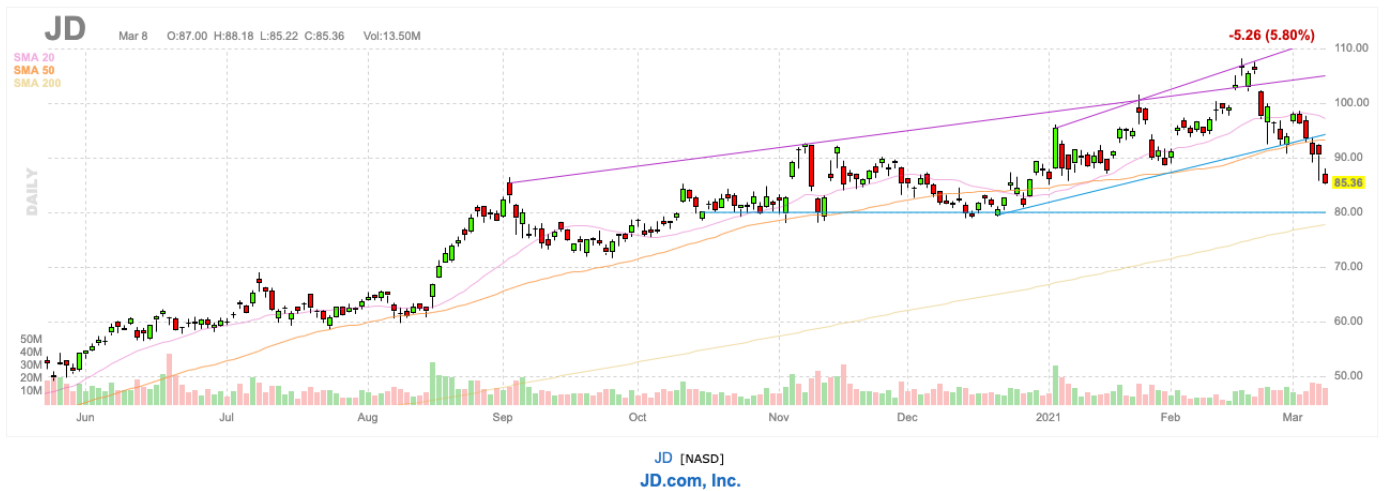 JD Mar 8 O:87.00 H:88.18 L:85.22 C:85.36 Vol:13.50M -5.26 (5.80%)
SMA 20
SMA 50
SMA 200
DAILY
110.00
100.00
90.00
85.36
80.00
70.00
60.00
50.00
50M
40M
30M
20M
10M
Jun Jul Aug Sep Oct Nov Dec 2021 Feb Mar
JD [NASD]
JD.com, Inc.